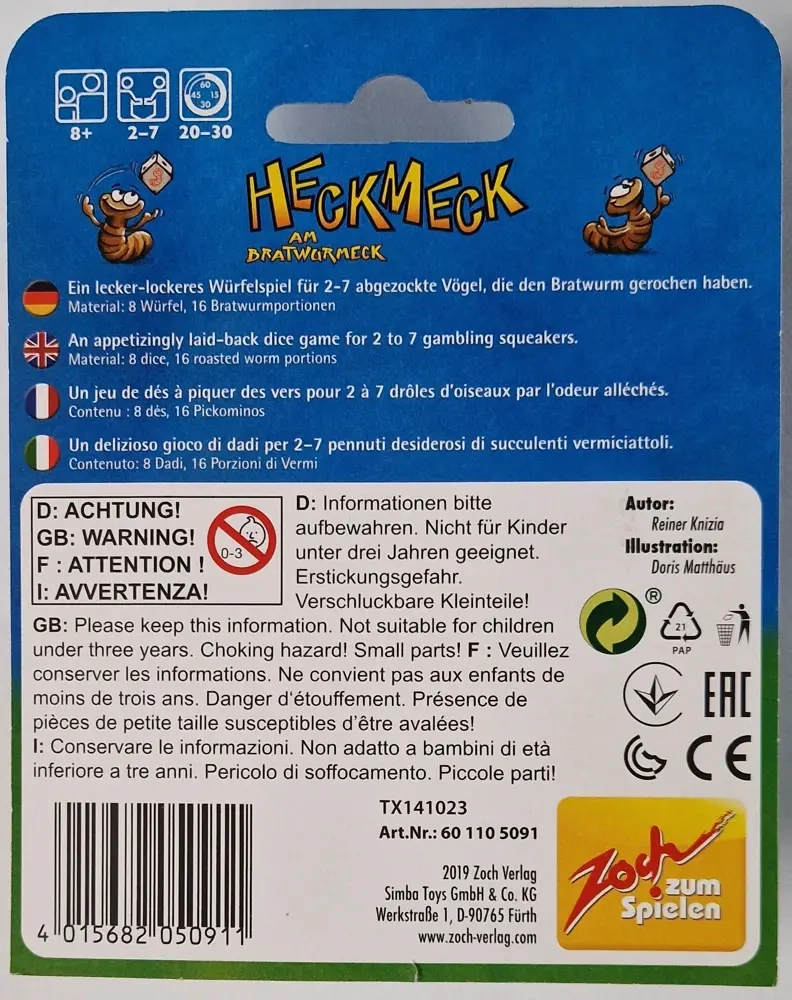 60
45 15
30
8+ 2–7 20–30
HECKMECK
AM
BRATWURMECK
Ein lecker-lockeres Würfelspiel für 2-7 abgezockte Vögel, die den Bratwurm gerochen haben.
Material: 8 Würfel, 16 Bratwurmportionen
An appetizingly laid-back dice game for 2 to 7 gambling squeakers.
Material: 8 dice, 16 roasted worm portions
Un jeu de dés à piquer des vers pour 2 à 7 drôles d'oiseaux par l'odeur alléchés.
Contenu : 8 dés, 16 Pickominos
Un delizioso gioco di dadi per 2–7 pennuti desiderosi di succulenti vermiciattoli.
Contenuto: 8 Dadi, 16 Porzioni di Vermi
D: ACHTUNG!
GB: WARNING!
F : ATTENTION !
I: AVVERTENZA!
0-3
D: Informationen bitte
aufbewahren. Nicht für Kinder
unter drei Jahren geeignet.
Erstickungsgefahr.
Verschluckbare Kleinteile!
GB: Please keep this information. Not suitable for children
under three years. Choking hazard! Small parts! F : Veuillez
conserver les informations. Ne convient pas aux enfants de
moins de trois ans. Danger d'étouffement. Présence de
pièces de petite taille susceptibles d'être avalées!
I: Conservare le informazioni. Non adatto a bambini di età
inferiore a tre anni. Pericolo di soffocamento. Piccole parti!
Autor:
Reiner Knizia
Illustration:
Doris Matthäus
®
21
PAP
EAC
CE
TX141023
Art.Nr.: 60 110 5091
2019 Zoch Verlag
Simba Toys GmbH & Co. KG
Werkstraße 1, D-90765 Fürth
www.zoch-verlag.com
4 015682 050911
Zoch zum
Spielen